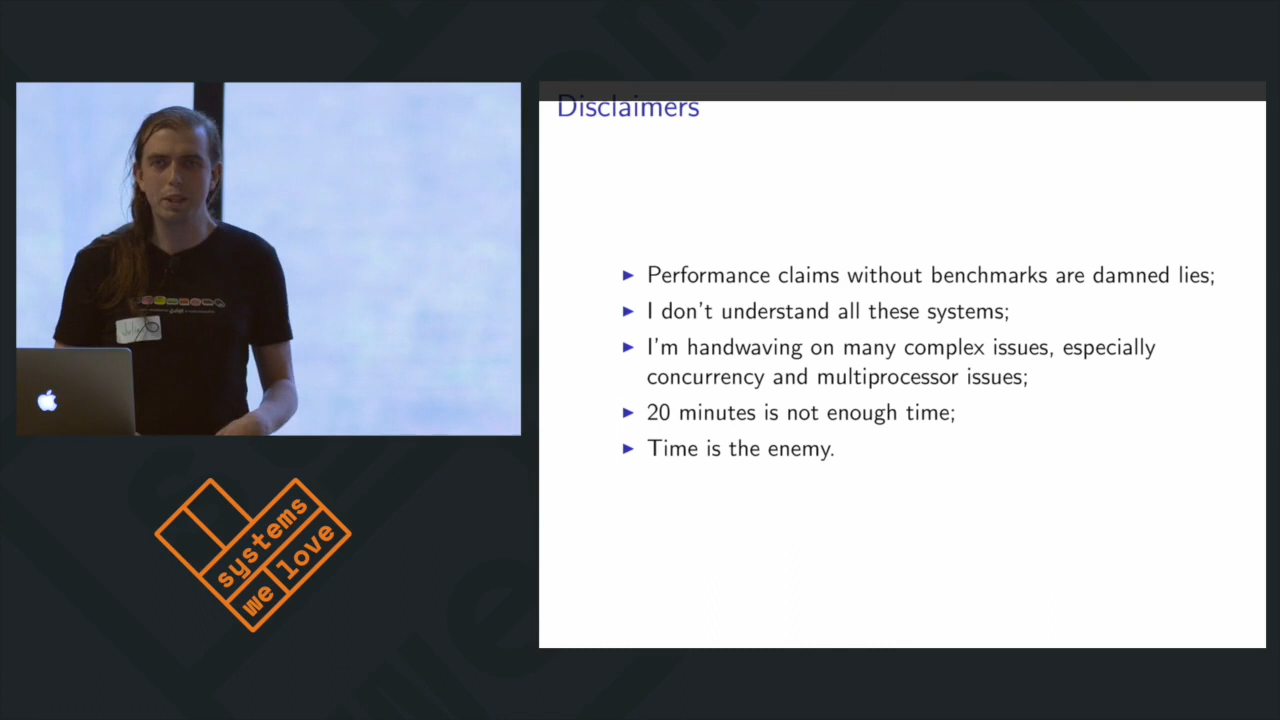 Disclaimers
▶ Performance claims without benchmarks are damned lies;
▶ I don't understand all these systems;
▶ I'm handwaving on many complex issues, especially
concurrency and multiprocessor issues;
▶ 20 minutes is not enough time;
▶ Time is the enemy.
systems
we love